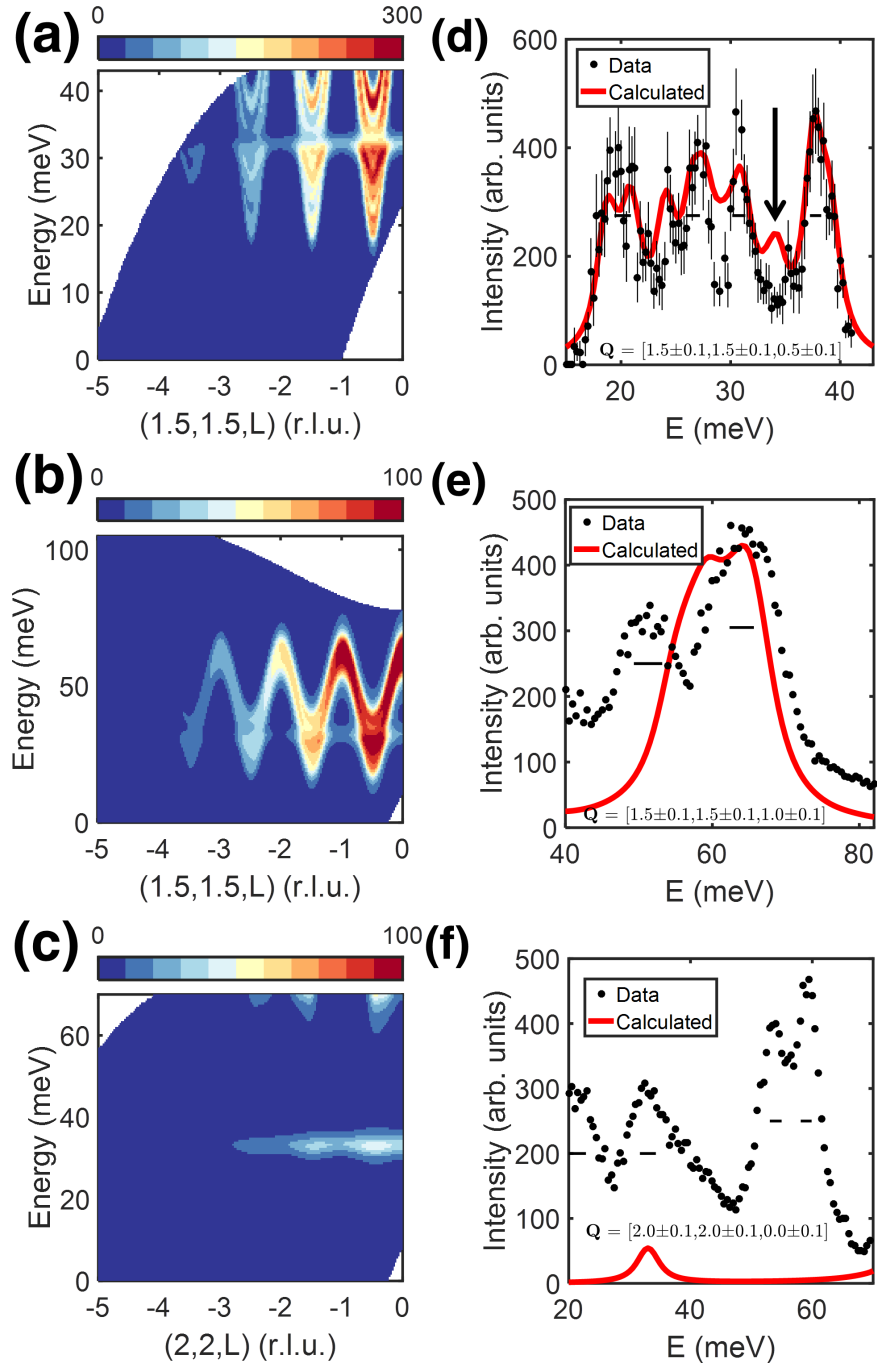 (a)
0 300
40
30
20
10
0
Energy (meV)
-5 -4 -3 -2 -1 0
(1.5,1.5,L) (r.l.u.)
(d)
600
400
200
0
Intensity (arb. units)
Data
Calculated
Q = [1.5±0.1,1.5±0.1,0.5±0.1]
20 30 40
E (meV)
(b)
0 100
100
50
0
Energy (meV)
-5 -4 -3 -2 -1 0
(1.5,1.5,L) (r.l.u.)
(e)
500
400
300
200
100
0
Intensity (arb. units)
Data
Calculated
Q = [1.5±0.1,1.5±0.1,1.0±0.1]
40 60 80
E (meV)
(c)
0 100
60
40
20
0
Energy (meV)
-5 -4 -3 -2 -1 0
(2,2,L) (r.l.u.)
(f)
500
400
300
200
100
0
Intensity (arb. units)
Data
Calculated
Q = [2.0±0.1,2.0±0.1,0.0±0.1]
20 40 60
E (meV)